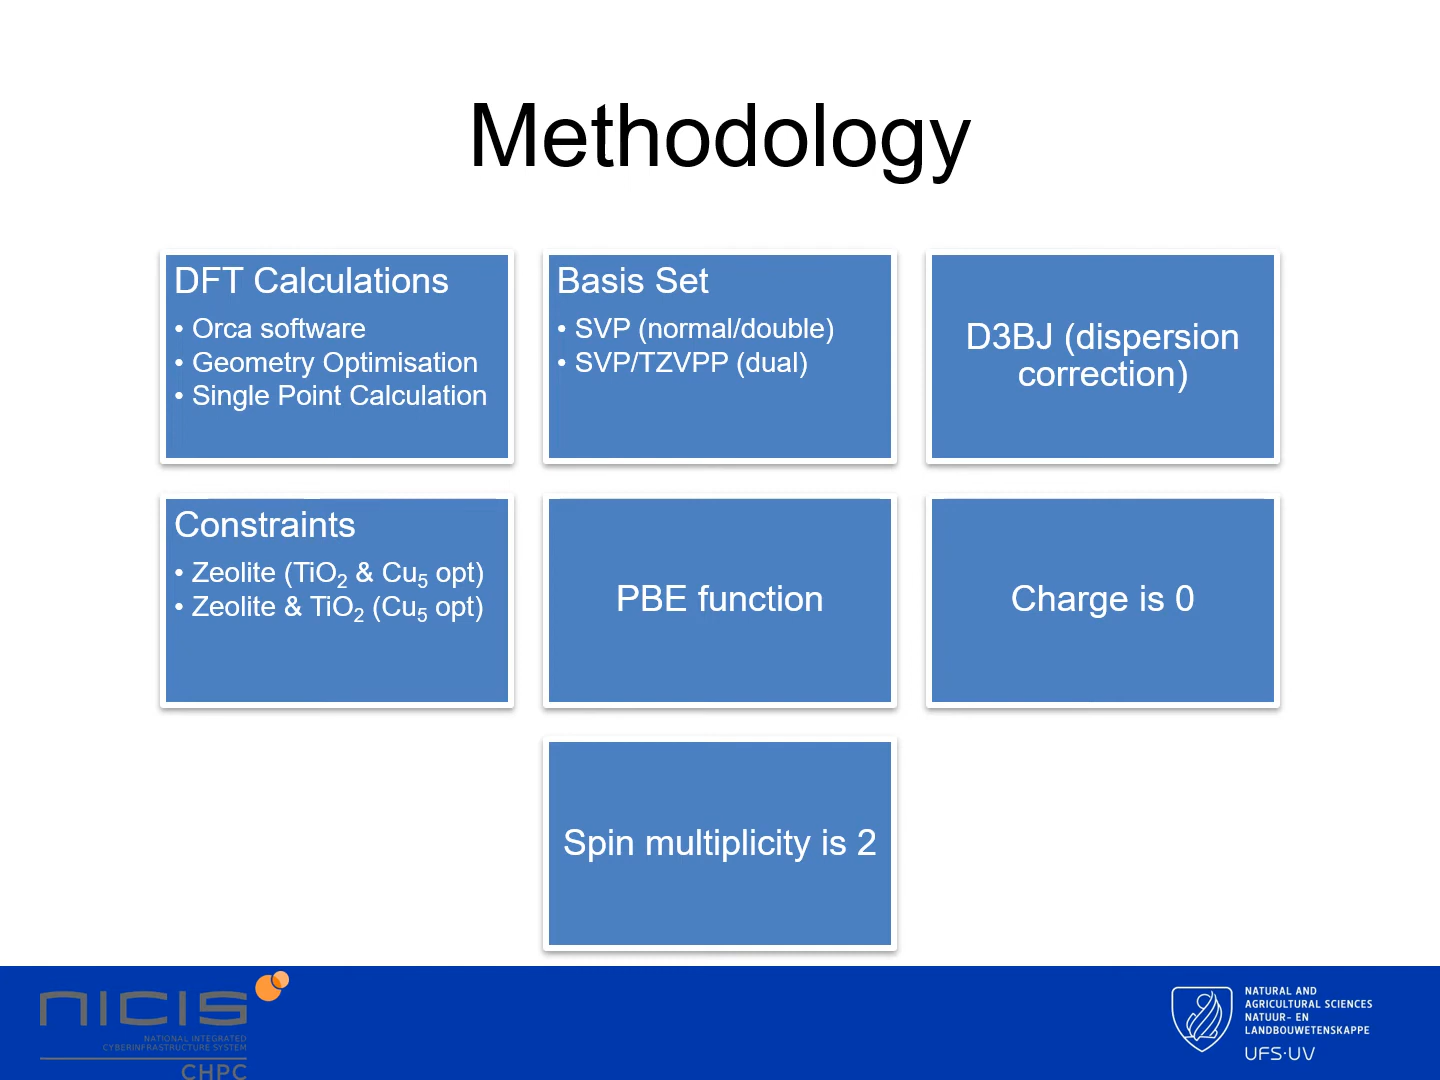 Methodology
DFT Calculations
• Orca software
• Geometry Optimisation
• Single Point Calculation
Basis Set
• SVP (normal/double)
• SVP/TZVPP (dual)
D3BJ (dispersion
correction)
Constraints
• Zeolite (TiO₂ & Cu₅ opt)
• Zeolite & TiO₂ (Cu₅ opt)
PBE function
Charge is 0
Spin multiplicity is 2
NICIS
NATIONAL INTEGRATED
CYBERINFRASTRUCTURE SYSTEM
CHPC
NATURAL AND
AGRICULTURAL SCIENCES
NATUUR- EN
LANDBOUWETENSKAPPE
UFS·UV